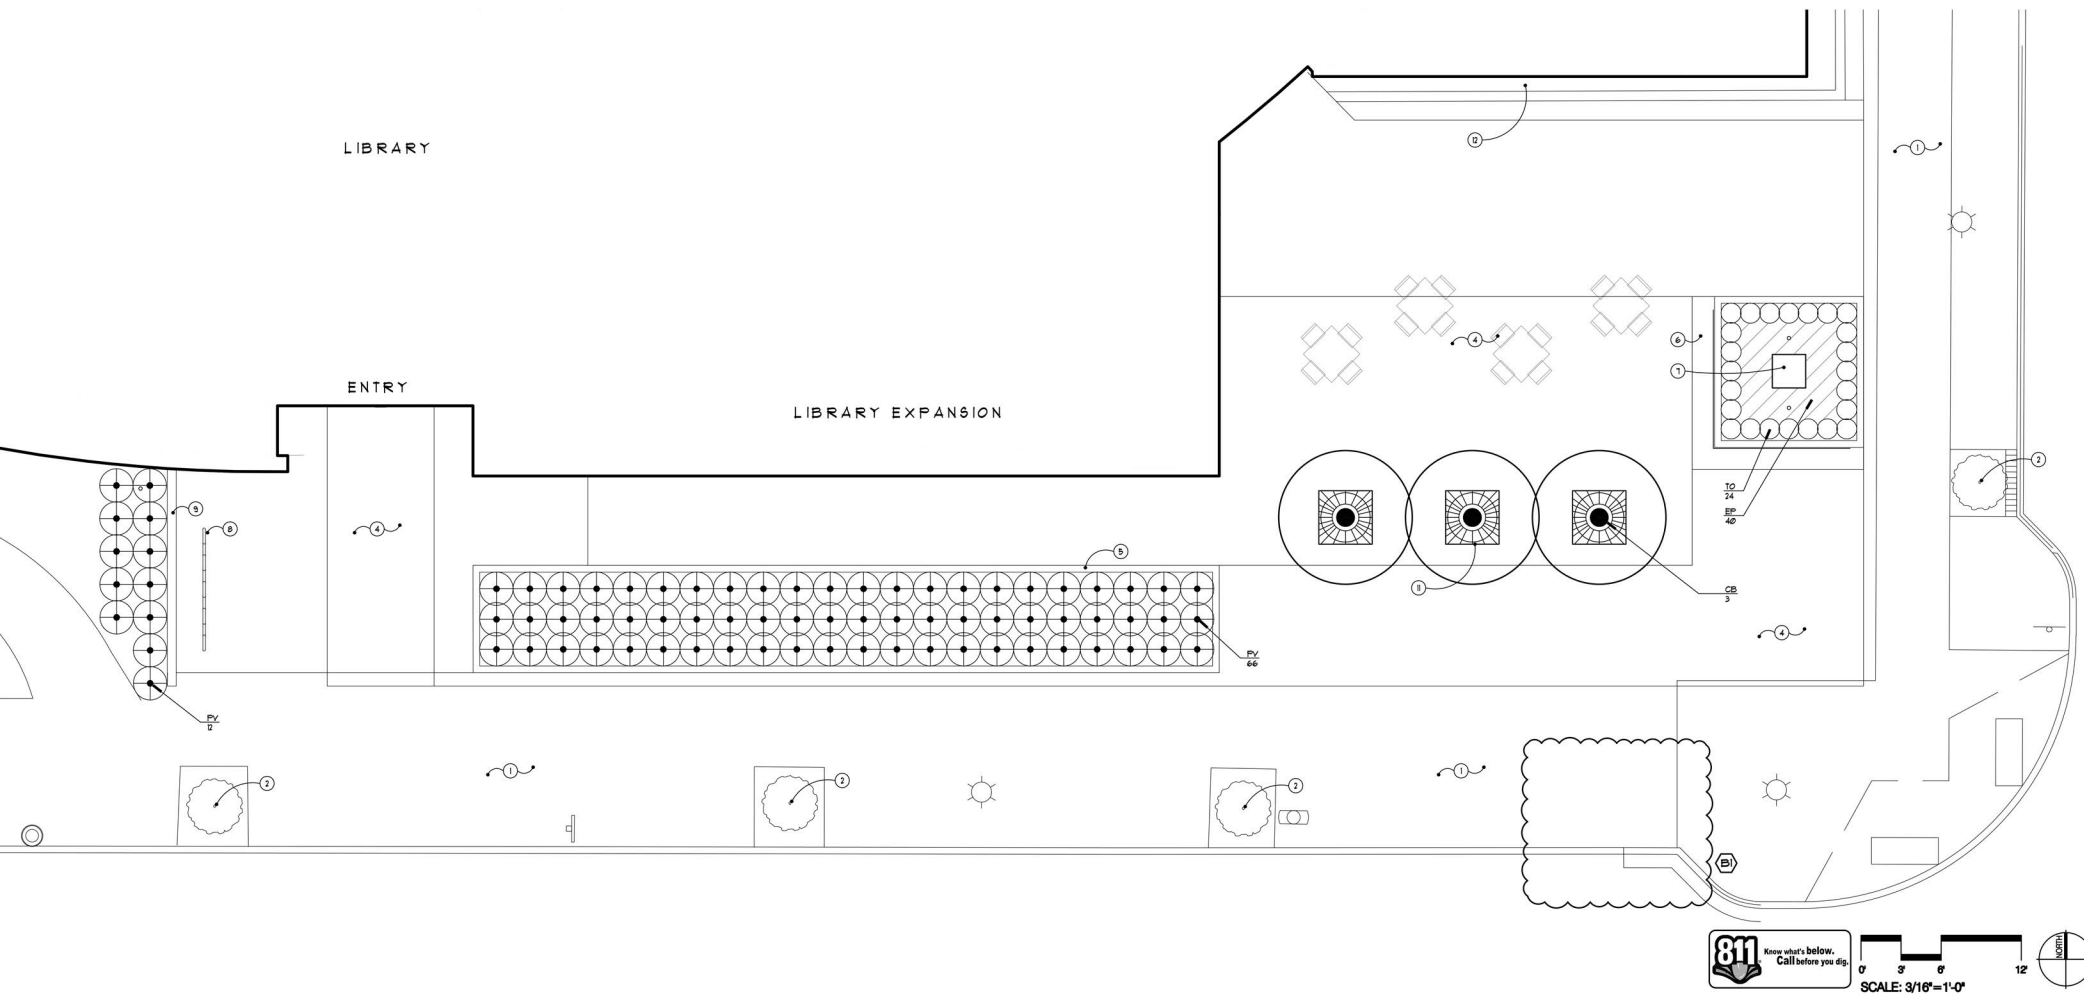 LIBRARY
12
1
6
4
7
ENTRY
LIBRARY EXPANSION
TO
24
EP
40
2
9
8
4
5
11
CB
3
4
PV
66
PV
12
2
1
2
2
1
B1
811
Know what's below.
Call before you dig.
0' 3' 6' 12'
SCALE: 3/16"=1'-0"
NORTH